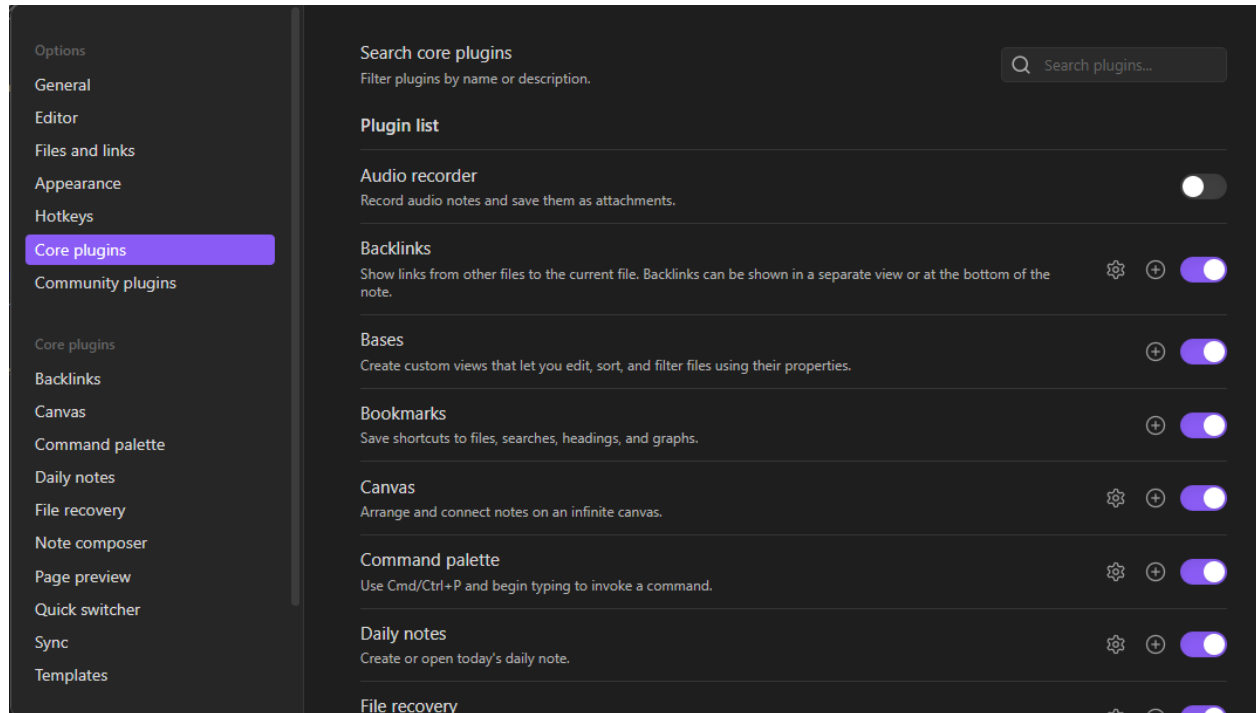 Options
General
Editor
Files and links
Appearance
Hotkeys
Core plugins
Community plugins
Core plugins
Backlinks
Canvas
Command palette
Daily notes
File recovery
Note composer
Page preview
Quick switcher
Sync
Templates
Search core plugins
Filter plugins by name or description.
Search plugins...
Plugin list
Audio recorder
Record audio notes and save them as attachments.
Backlinks
Show links from other files to the current file. Backlinks can be shown in a separate view or at the bottom of the
note.
Bases
Create custom views that let you edit, sort, and filter files using their properties.
Bookmarks
Save shortcuts to files, searches, headings, and graphs.
Canvas
Arrange and connect notes on an infinite canvas.
Command palette
Use Cmd/Ctrl+P and begin typing to invoke a command.
Daily notes
Create or open today's daily note.
File recovery